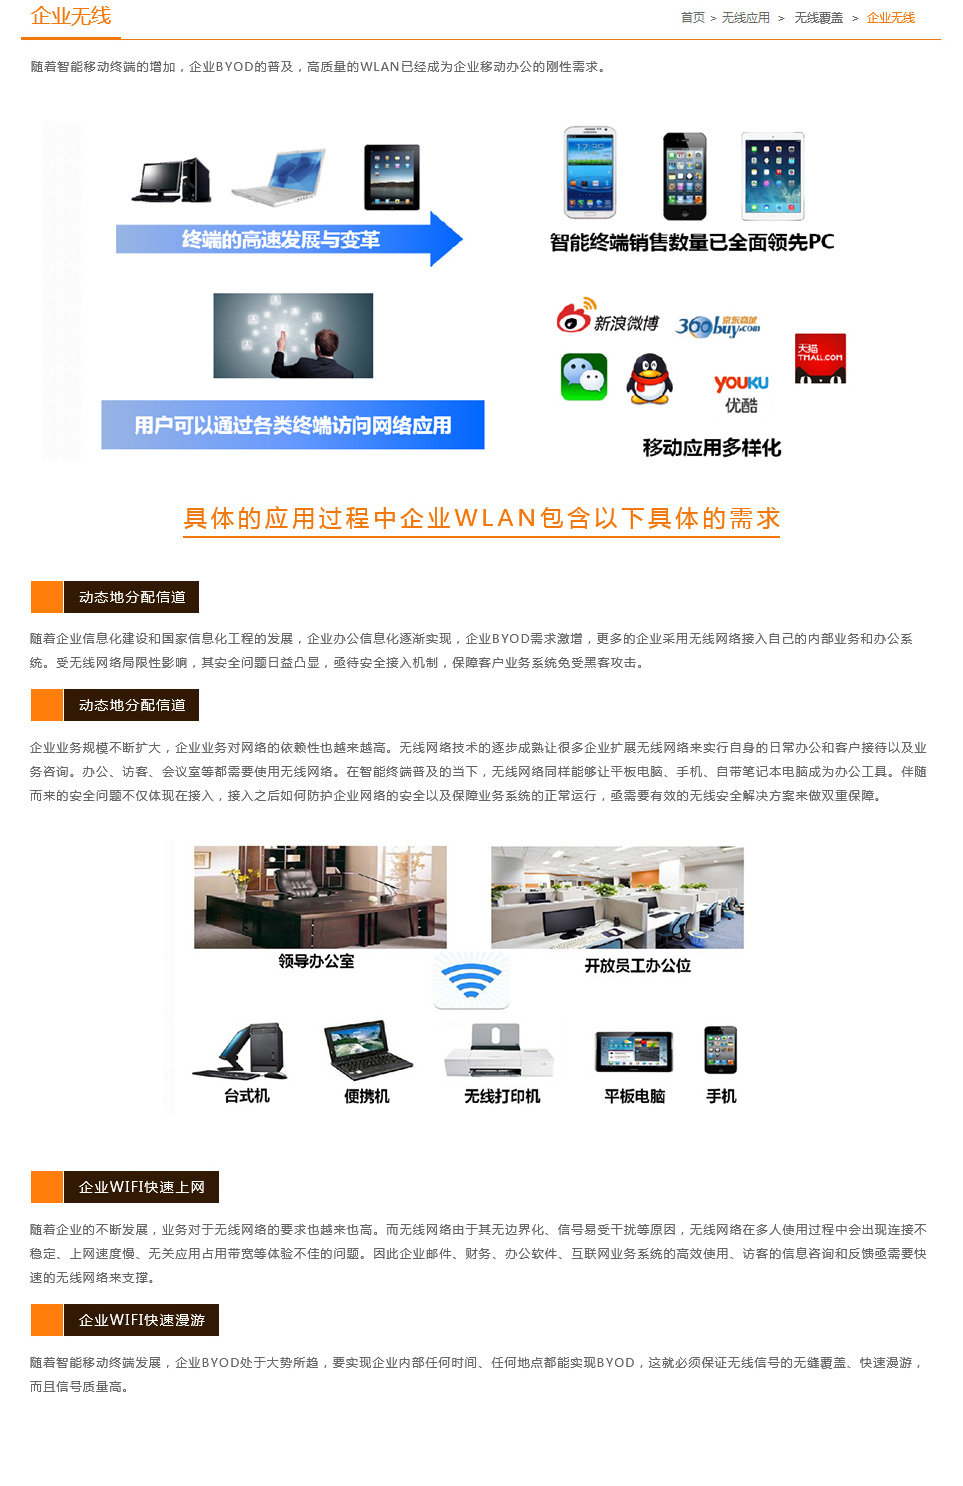 企业无线
首页 > 无线应用 > 无线覆盖 > 企业无线
随着智能移动终端的增加，企业BYOD的普及，高质量的WLAN已经成为企业移动办公的刚性需求。
终端的高速发展与变革
智能终端销售数量已全面领先PC
新浪微博
京东商城
360buy.com
天猫
TMALL.COM
YOUKU
优酷
用户可以通过各类终端访问网络应用
移动应用多样化
具体的应用过程中企业WLAN包含以下具体的需求
动态地分配信道
随着企业信息化建设和国家信息化工程的发展，企业办公信息化逐渐实现，企业BYOD需求激增，更多的企业采用无线网络接入自己的内部业务和办公系
统。受无线网络局限性影响，其安全问题日益凸显，亟待安全接入机制，保障客户业务系统免受黑客攻击。
动态地分配信道
企业业务规模不断扩大，企业业务对网络的依赖性也越来越高。无线网络技术的逐步成熟让很多企业扩展无线网络来实行自身的日常办公和客户接待以及业
务咨询。办公、访客、会议室等都需要使用无线网络。在智能终端普及的当下，无线网络同样能够让平板电脑、手机、自带笔记本电脑成为办公工具。伴随
而来的安全问题不仅体现在接入，接入之后如何防护企业网络的安全以及保障业务系统的正常运行，亟需要有效的无线安全解决方案来做双重保障。
领导办公室
开放员工办公位
台式机
便携机
无线打印机
平板电脑
手机
企业WIFI快速上网
随着企业的不断发展，业务对于无线网络的要求也越来也高。而无线网络由于其无边界化、信号易受干扰等原因，无线网络在多人使用过程中会出现连接不
稳定、上网速度慢、无关应用占用带宽等体验不佳的问题。因此企业邮件、财务、办公软件、互联网业务系统的高效使用、访客的信息咨询和反馈亟需要快
速的无线网络来支撑。
企业WIFI快速漫游
随着智能移动终端发展，企业BYOD处于大势所趋，要实现企业内部任何时间、任何地点都能实现BYOD，这就必须保证无线信号的无缝覆盖、快速漫游，
而且信号质量高。